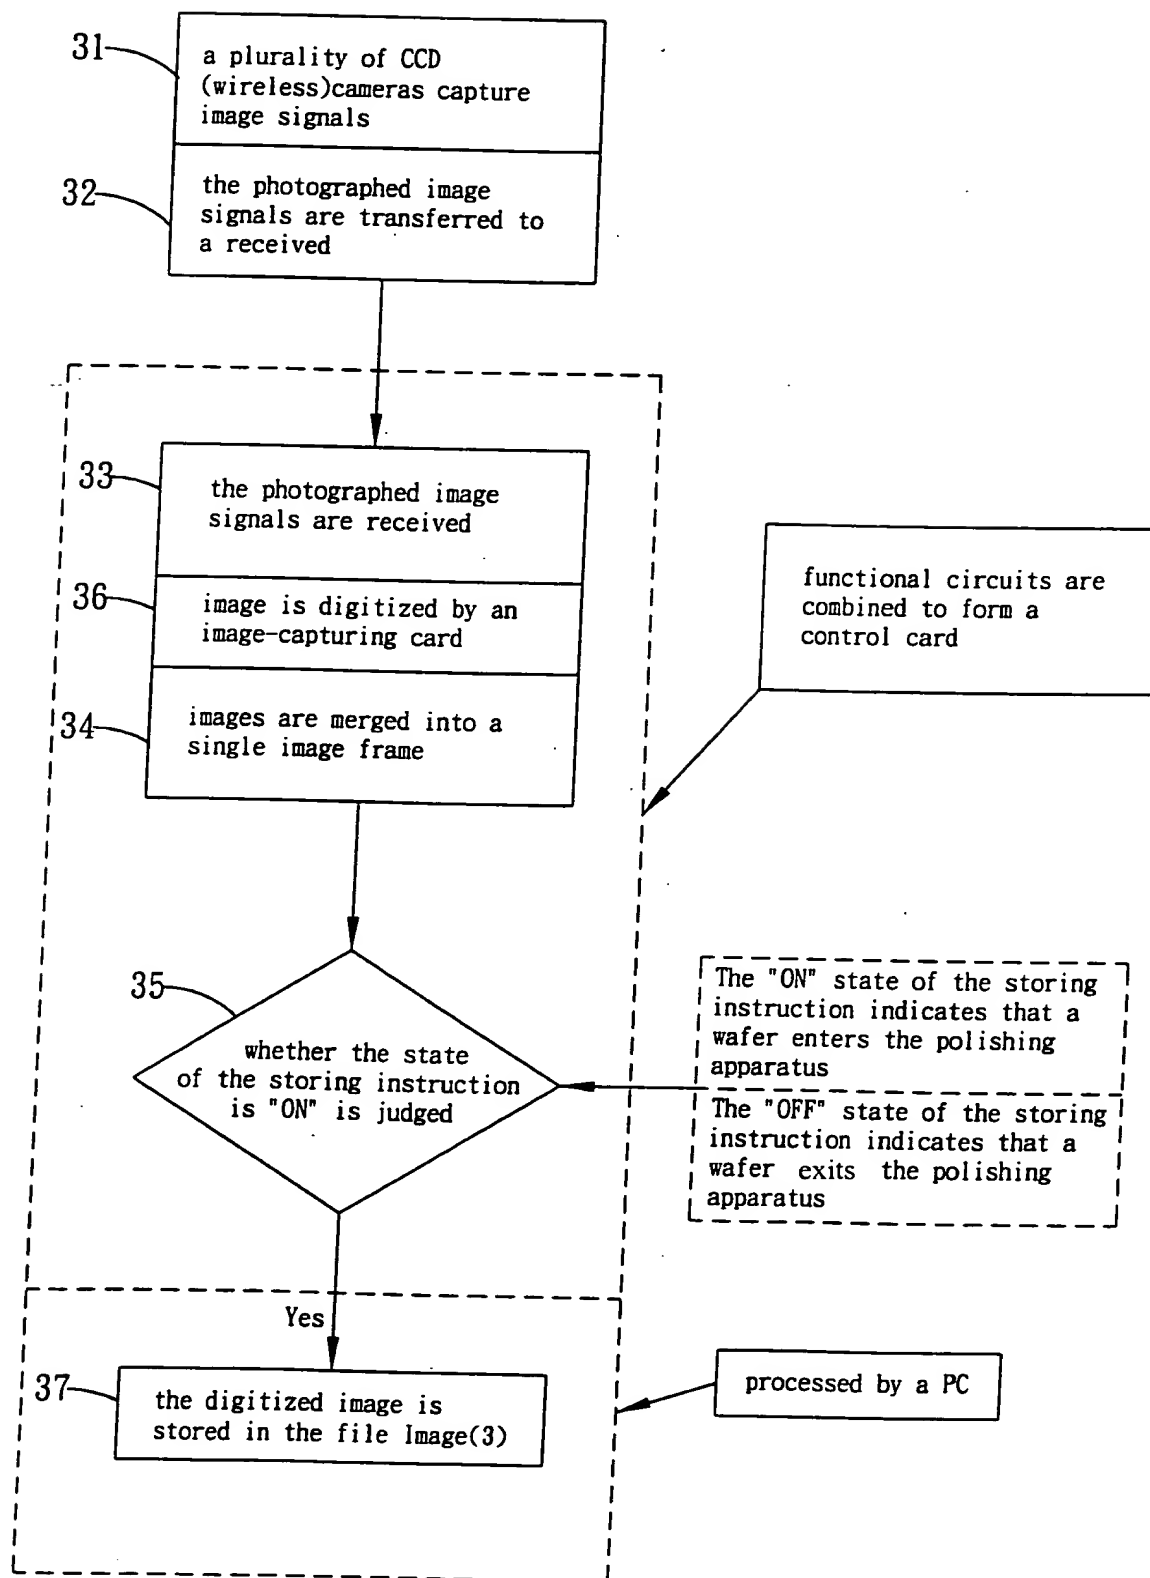 31
a plurality of CCD
(wireless)cameras capture
image signals
32
the photographed image
signals are transferred to
a received
33
the photographed image
signals are received
36
image is digitized by an
image-capturing card
34
images are merged into a
single image frame
functional circuits are
combined to form a
control card
35
whether the state
of the storing instruction
is "ON" is judged
The "ON" state of the storing
instruction indicates that a
wafer enters the polishing
apparatus
The "OFF" state of the storing
instruction indicates that a
wafer exits the polishing
apparatus
Yes
37
the digitized image is
stored in the file Image(3)
processed by a PC